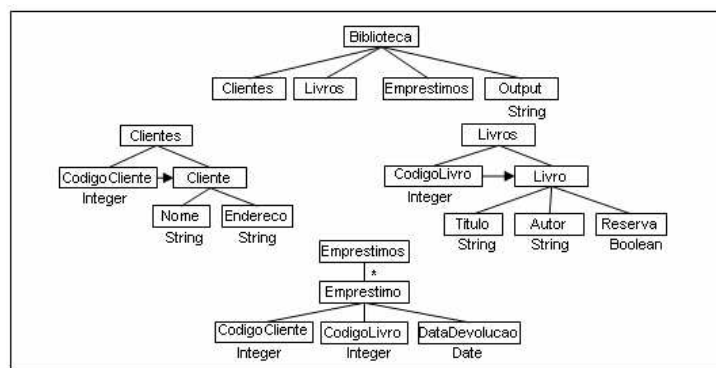 Biblioteca
Clientes Livros Emprestimos Output
String
Clientes
CodigoCliente Cliente
Integer
Nome Endereco
String String
Livros
CodigoLivro Livro
Integer
Titulo Autor Reserva
String String Boolean
Emprestimos
*
Emprestimo
CodigoCliente CodigoLivro DataDevolucao
Integer Integer Date